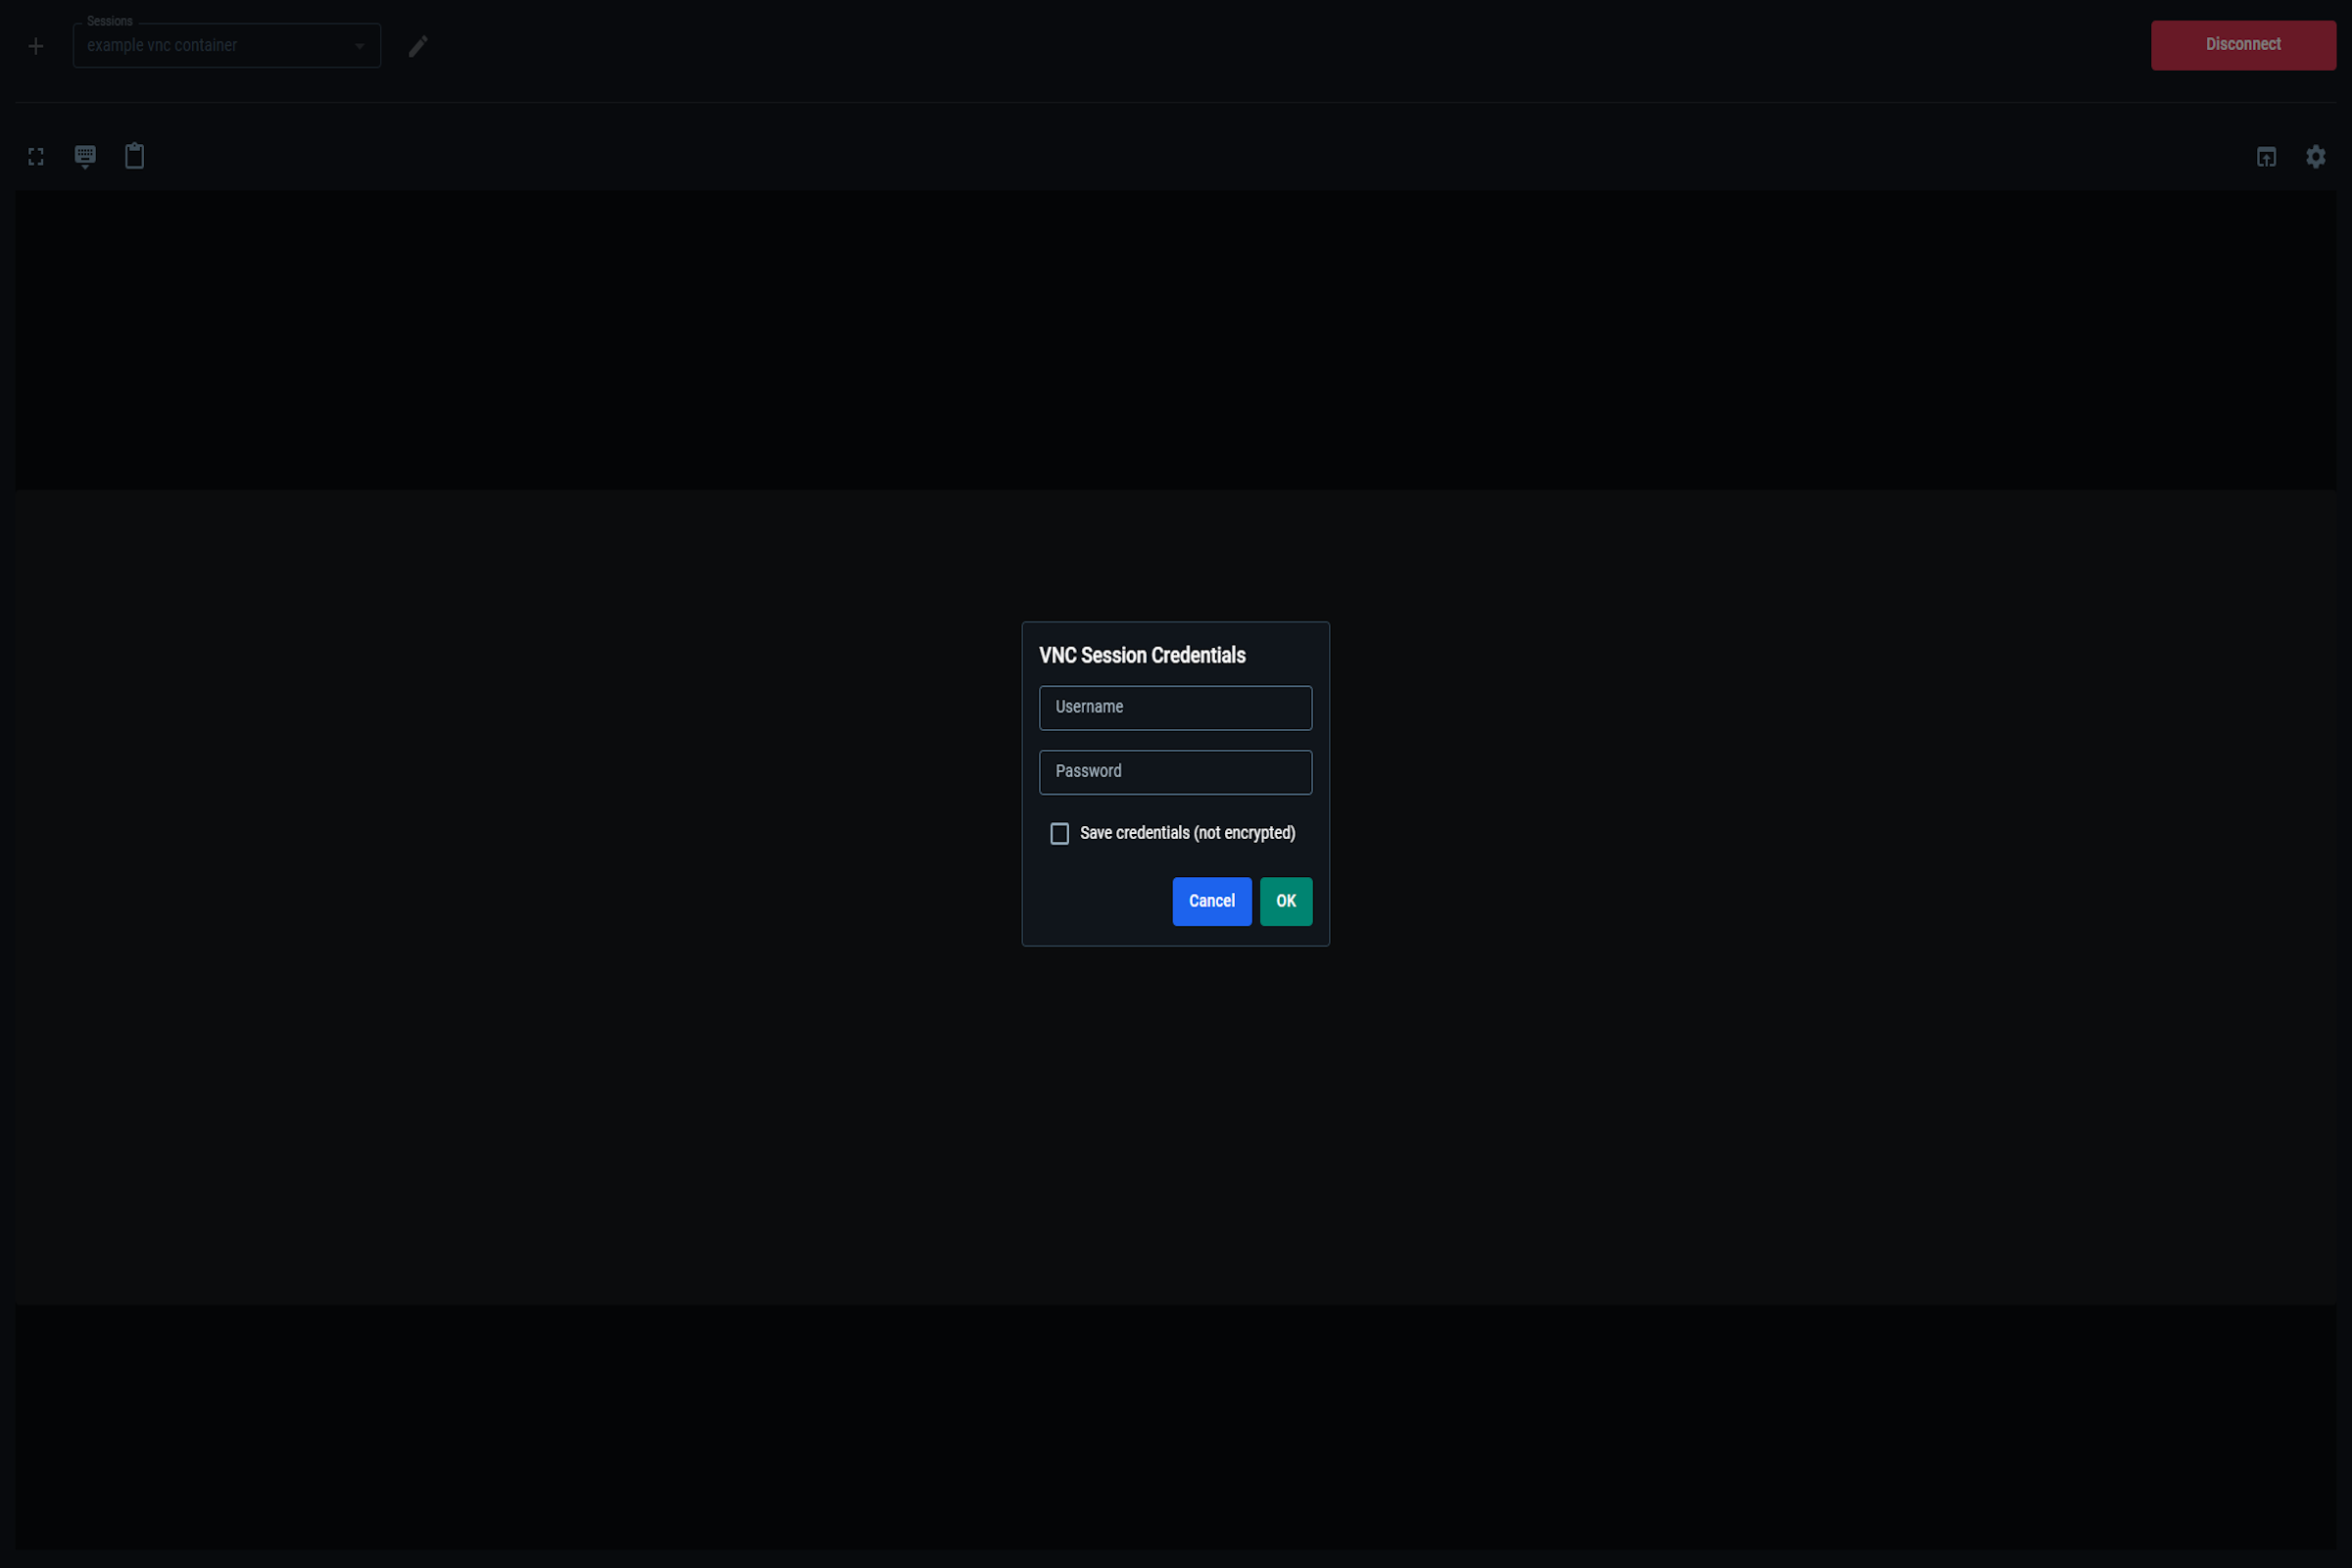 Sessions
example vnc container
Disconnect
VNC Session Credentials
Username
Password
Save credentials (not encrypted)
Cancel
OK